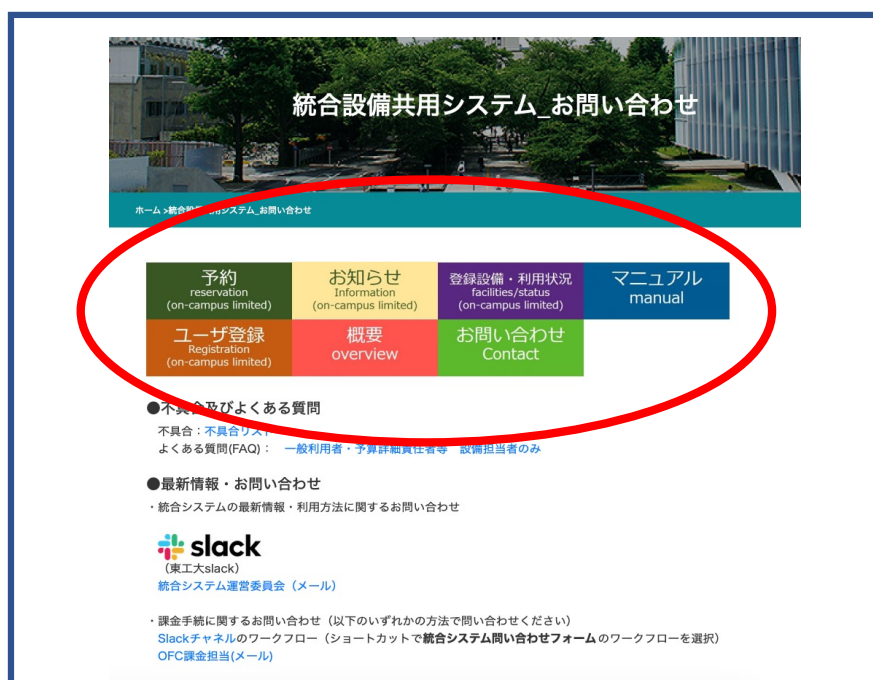 統合設備共用システム_お問い合わせ
ホーム >統合設備共用システム_お問い合わせ
予約
reservation
(on-campus limited)
お知らせ
Information
(on-campus limited)
登録設備・利用状況
facilities/status
(on-campus limited)
マニュアル
manual
ユーザ登録
Registration
(on-campus limited)
概要
overview
お問い合わせ
Contact
●不具合及びよくある質問
不具合：不具合リスト
よくある質問(FAQ)： 一般利用者・予算詳細責任者等 設備担当者のみ
●最新情報・お問い合わせ
・統合システムの最新情報・利用方法に関するお問い合わせ
slack
（東工大slack）
統合システム運営委員会（メール）
・課金手続に関するお問い合わせ（以下のいずれかの方法で問い合わせください）
Slackチャネルのワークフロー（ショートカットで統合システム問い合わせフォームのワークフローを選択）
OFC課金担当(メール)